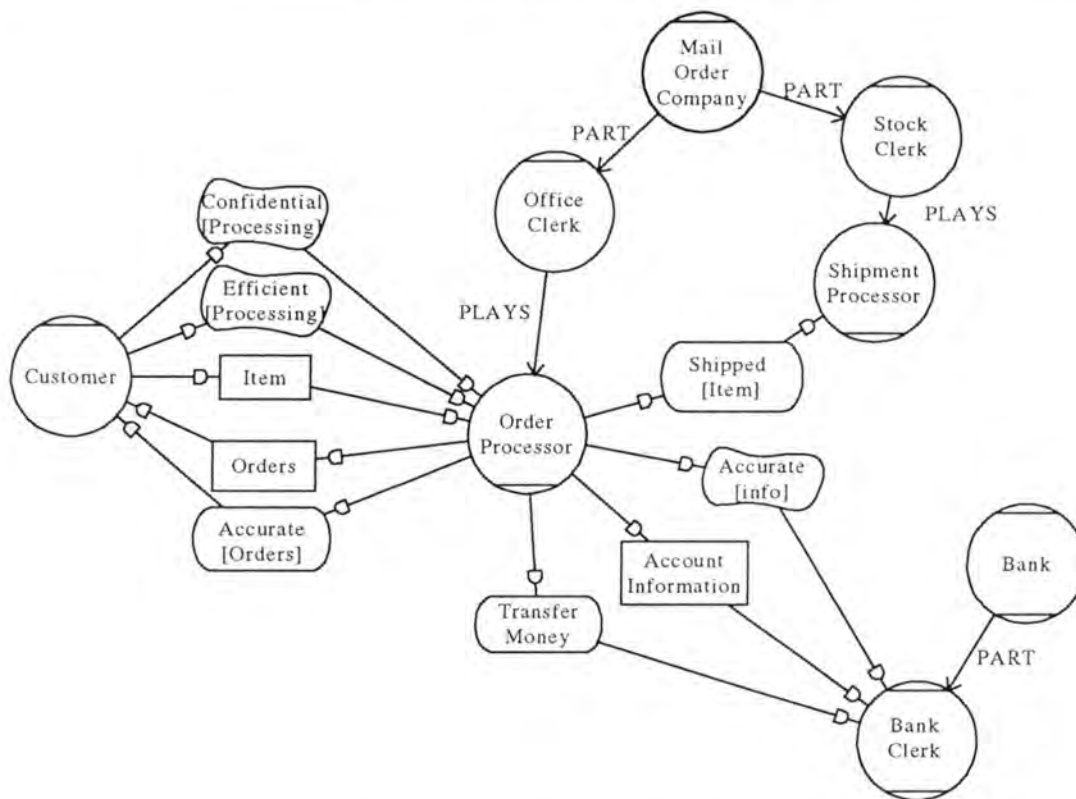 Mail
Order
Company
PART
PART
Stock
Clerk
Office
Clerk
PLAYS
Shipment
Processor
Confidential
[Processing]
Efficient
[Processing]
PLAYS
Customer
Item
Shipped
[Item]
Order
Processor
Orders
Accurate
[info]
Accurate
[Orders]
Account
Information
Bank
Transfer
Money
PART
Bank
Clerk